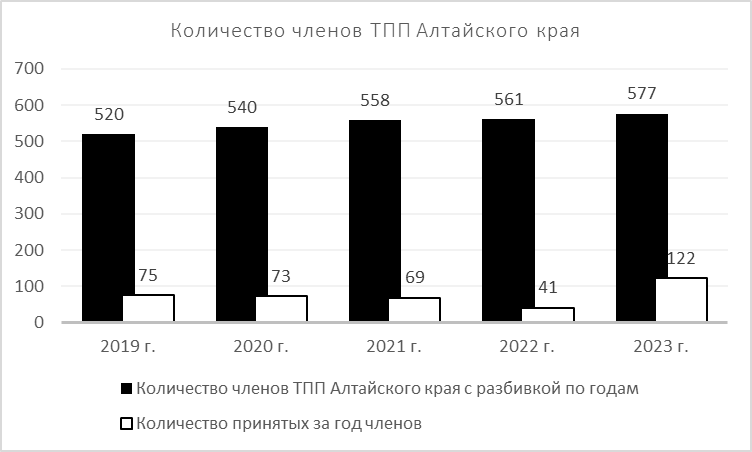 Количество членов ТПП Алтайского края
700
600
500
400
300
200
100
0
520
540
558
561
577
75
73
69
41
122
2019 г.
2020 г.
2021 г.
2022 г.
2023 г.
Количество членов ТПП Алтайского края с разбивкой по годам
Количество принятых за год членов